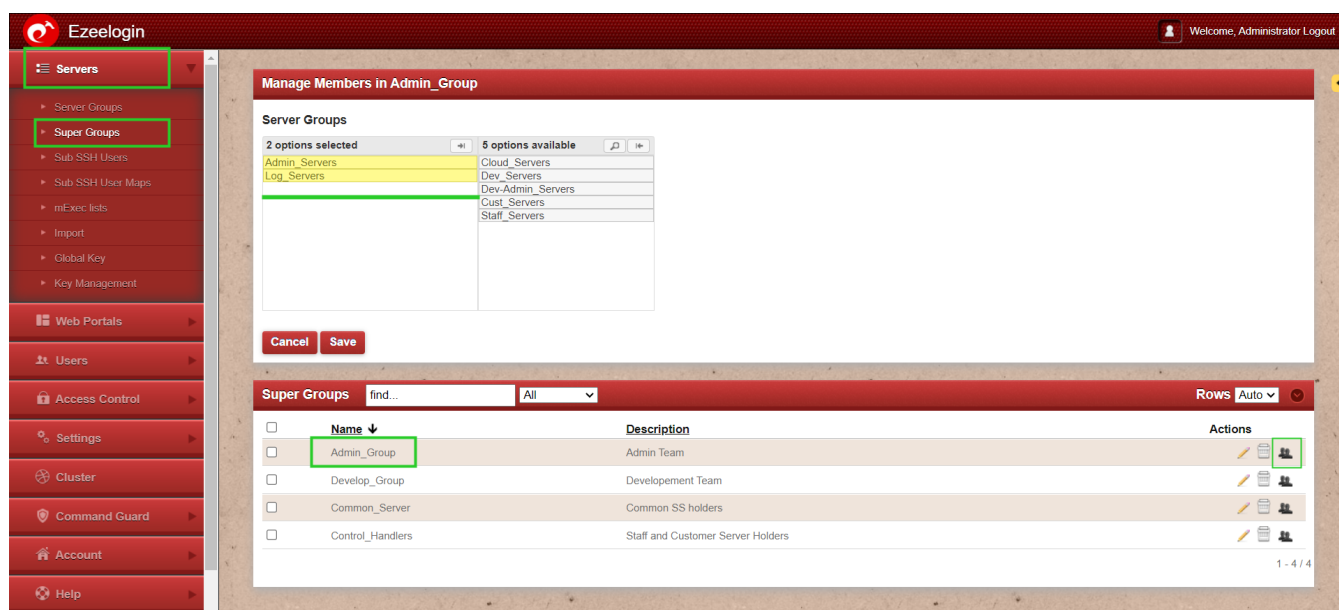 Ezeelogin
Welcome, Administrator Logout
Servers
Server Groups
Super Groups
Sub SSH Users
Sub SSH User Maps
mExec lists
Import
Global Key
Key Management
Web Portals
Users
Access Control
Settings
Cluster
Command Guard
Account
Help
Manage Members in Admin_Group
Server Groups
2 options selected
Admin_Servers
Log_Servers
5 options available
Cloud_Servers
Dev_Servers
Dev-Admin_Servers
Cust_Servers
Staff_Servers
Cancel Save
Super Groups find... All Rows Auto
Name Description Actions
Admin_Group Admin Team
Develop_Group Developement Team
Common_Server Common SS holders
Control_Handlers Staff and Customer Server Holders
1 - 4 / 4